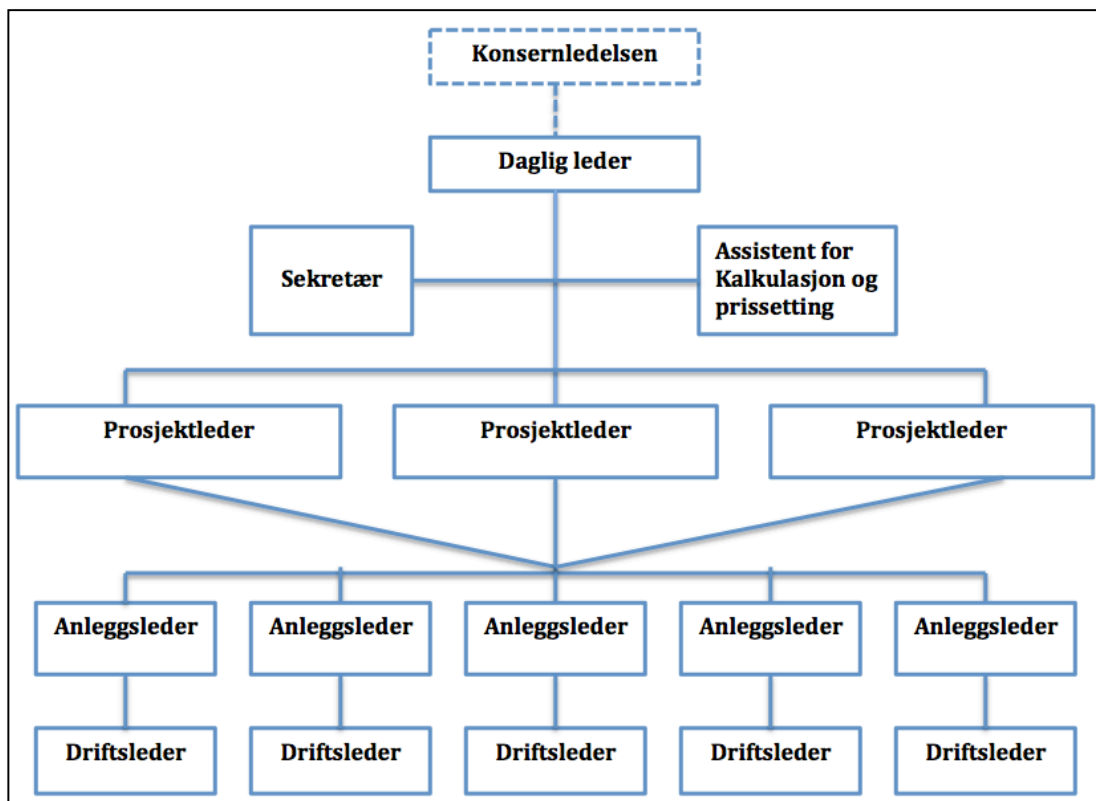 Konsernledelsen
Daglig leder
Sekretær
Assistent for
Kalkulasjon og
prissetting
Prosjektleder
Prosjektleder
Prosjektleder
Anleggsleder
Anleggsleder
Anleggsleder
Anleggsleder
Anleggsleder
Driftsleder
Driftsleder
Driftsleder
Driftsleder
Driftsleder